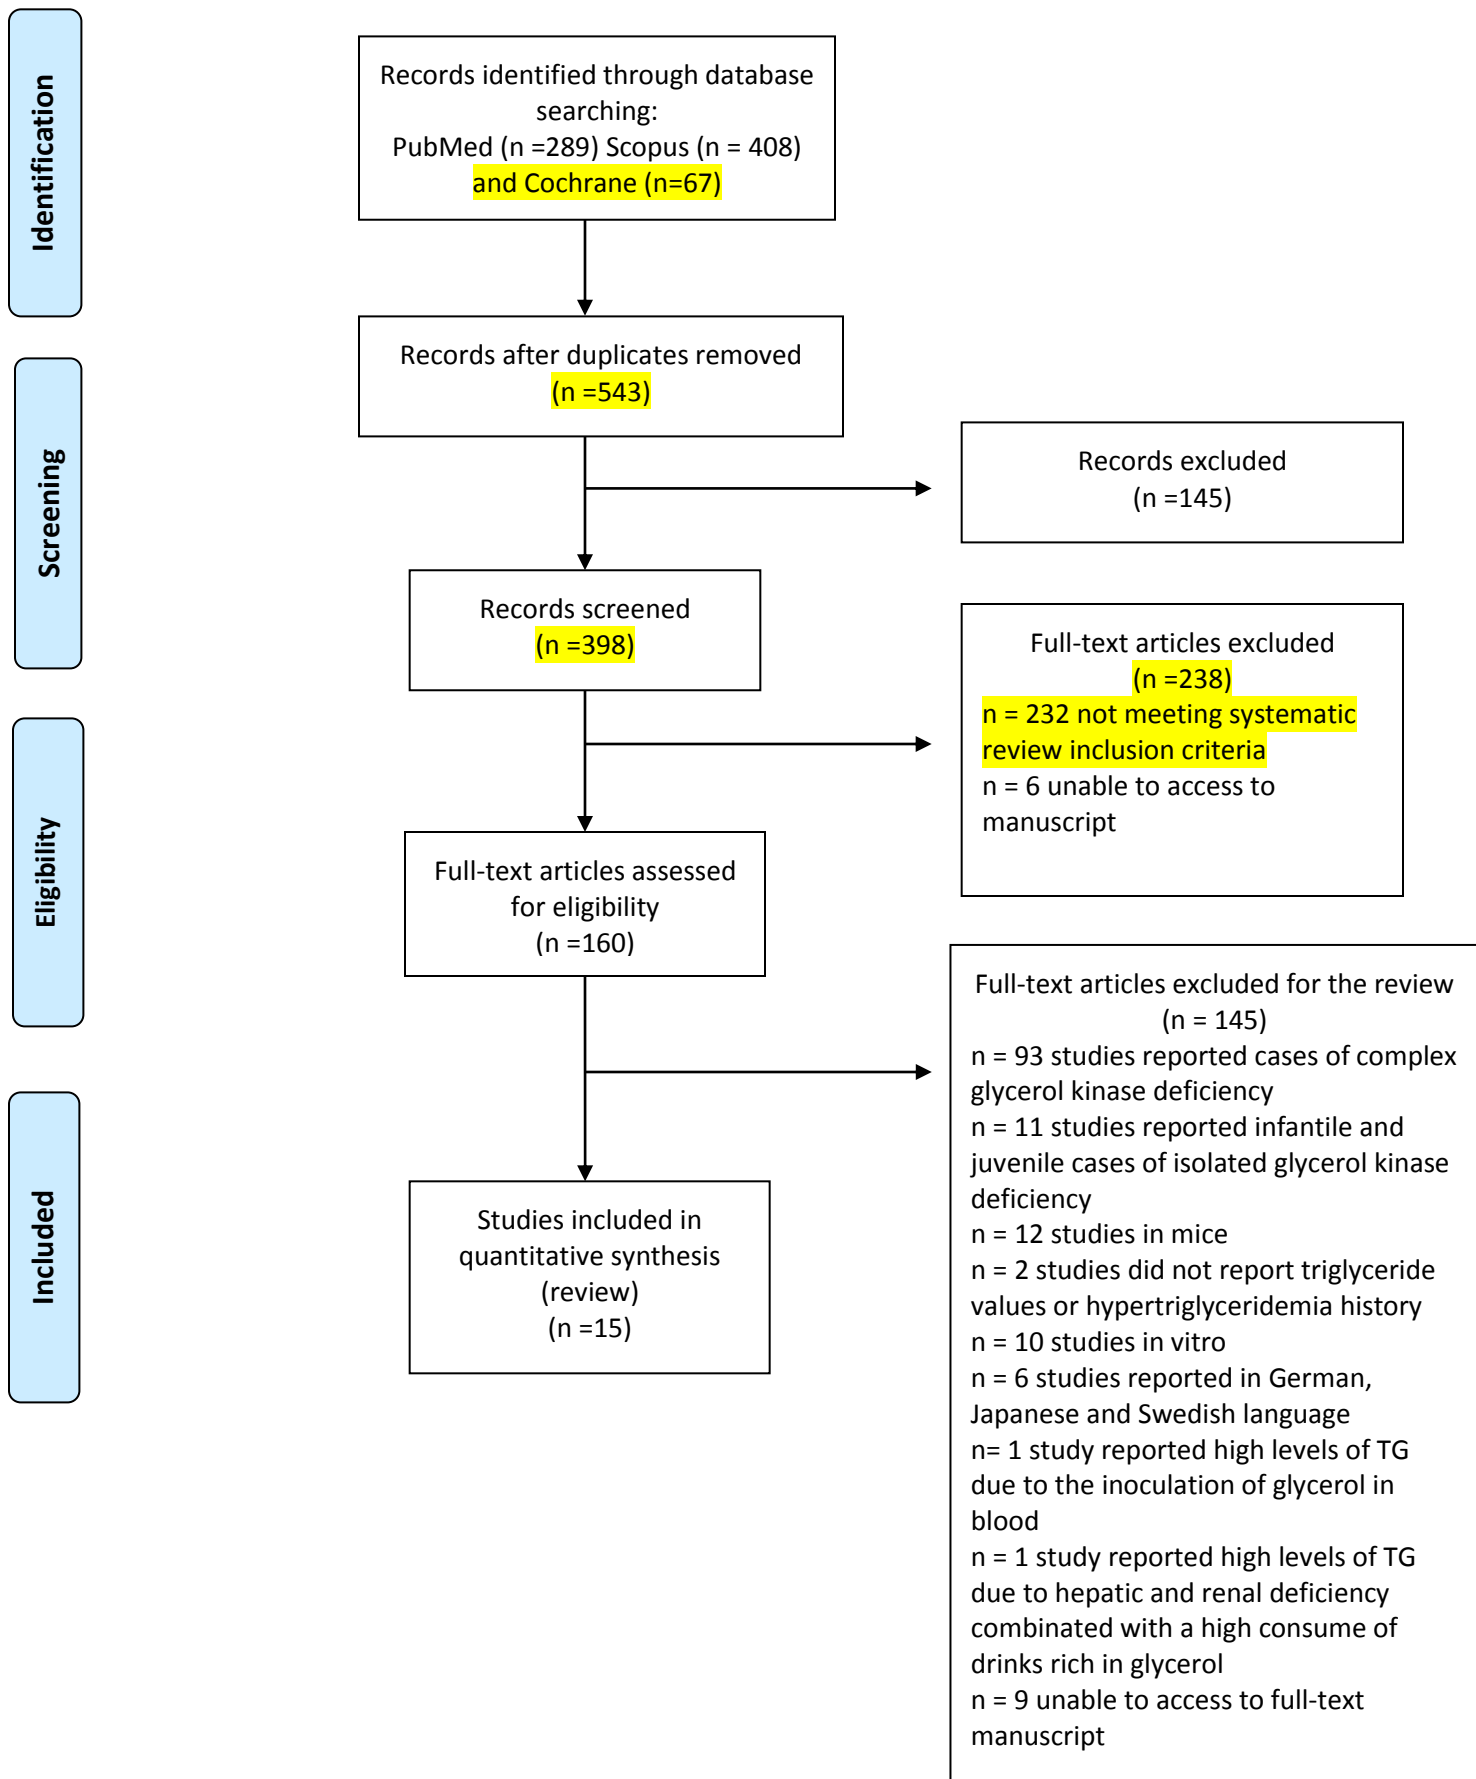 Identification
Records identified through database
searching:
PubMed (n =289) Scopus (n = 408)
and Cochrane (n=67)
Records after duplicates removed
(n =543)
Screening
Records excluded
(n =145)
Records screened
(n =398)
Full-text articles excluded
(n =238)
n = 232 not meeting systematic
review inclusion criteria
n = 6 unable to access to
manuscript
Eligibility
Full-text articles assessed
for eligibility
(n =160)
Full-text articles excluded for the review
(n = 145)
n = 93 studies reported cases of complex
glycerol kinase deficiency
n = 11 studies reported infantile and
juvenile cases of isolated glycerol kinase
deficiency
n = 12 studies in mice
n = 2 studies did not report triglyceride
values or hypertriglyceridemia history
n = 10 studies in vitro
n = 6 studies reported in German,
Japanese and Swedish language
n= 1 study reported high levels of TG
due to the inoculation of glycerol in
blood
n = 1 study reported high levels of TG
due to hepatic and renal deficiency
combined with a high consume of
drinks rich in glycerol
n = 9 unable to access to full-text
manuscript
Included
Studies included in
quantitative synthesis
(review)
(n =15)